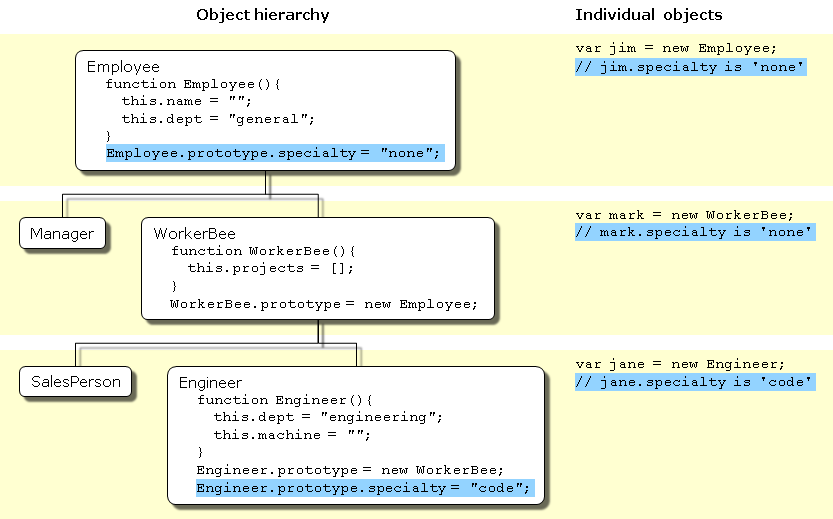 Object hierarchy
Individual objects
Employee
function Employee(){
this.name = "";
this.dept = "general";
}
Employee.prototype.specialty = "none";
var jim = new Employee;
// jim.specialty is 'none'
Manager
WorkerBee
function WorkerBee(){
this.projects = [];
}
WorkerBee.prototype = new Employee;
var mark = new WorkerBee;
// mark.specialty is 'none'
SalesPerson
Engineer
function Engineer(){
this.dept = "engineering";
this.machine = "";
}
Engineer.prototype = new WorkerBee;
Engineer.prototype.specialty = "code";
var jane = new Engineer;
// jane.specialty is 'code'